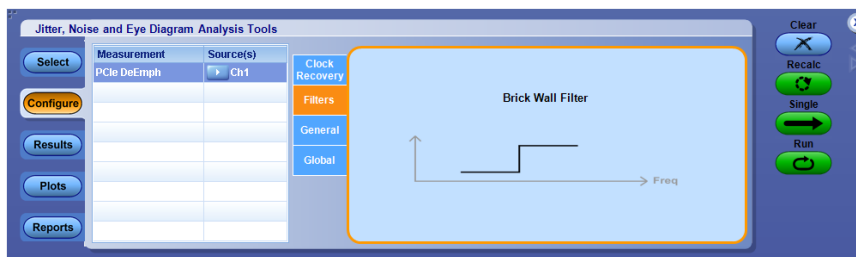 Jitter, Noise and Eye Diagram Analysis Tools
Clear
Select
Measurement Source(s)
PCIe DeEmph Ch1
Clock
Recovery
Recalc
Configure
Filters
Brick Wall Filter
Single
General
Results
Global
Run
Freq
Plots
Reports